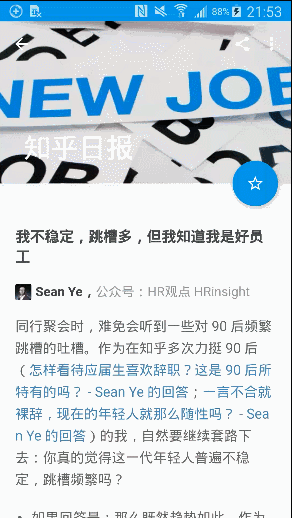 88% 21:53
NEW JOB
知乎日报
我不稳定，跳槽多，但我知道我是好员
工
Sean Ye，公众号：HR观点 HRinsight
同行聚会时，难免会听到一些对 90 后频繁
跳槽的吐槽。作为在知乎多次力挺 90 后
（怎样看待应届生喜欢辞职？这是 90 后所
特有的吗？ - Sean Ye 的回答；一言不合就
裸辞，现在的年轻人就那么随性吗？ - Sea
n Ye 的回答）的我，自然要继续套路下
去：你真的觉得这一代年轻人普遍不稳
定，跳槽频繁吗？